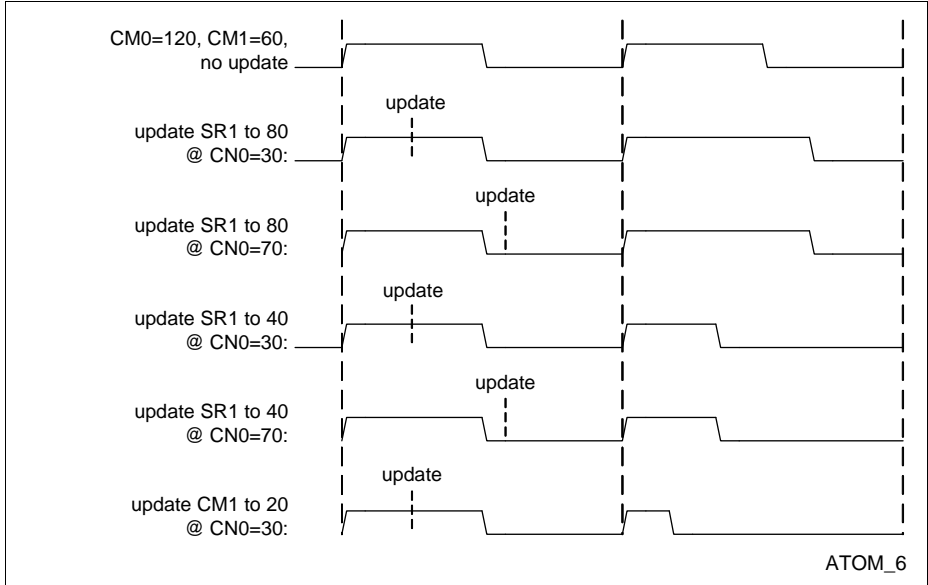 CM0=120, CM1=60,
no update
update
update SR1 to 80
@ CN0=30:
update
update SR1 to 80
@ CN0=70:
update
update SR1 to 40
@ CN0=30:
update
update SR1 to 40
@ CN0=70:
update
update CM1 to 20
@ CN0=30:
ATOM_6